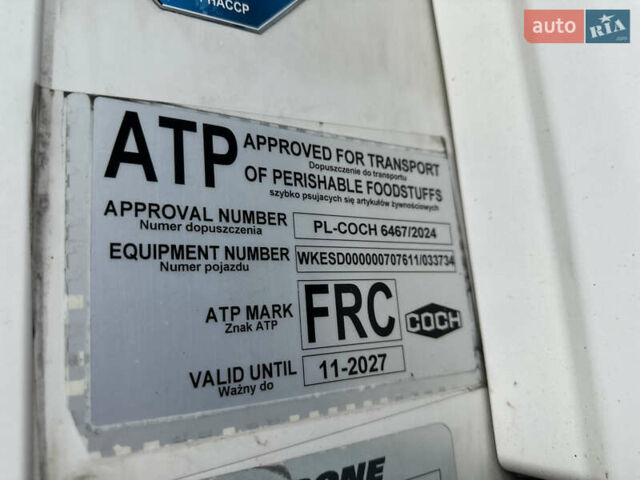 HACCP
auto RIA
.com
ATP APPROVED FOR TRANSPORT
Dopuszczenie do transportu
OF PERISHABLE FOODSTUFFS
szybko psujących się artykułów żywnościowych
APPROVAL NUMBER PL-COCH 6467/2024
Numer dopuszczenia
EQUIPMENT NUMBER WKESD000000707611/033734
Numer pojazdu
ATP MARK FRC COCH
Znak ATP
VALID UNTIL 11-2027
Ważny do